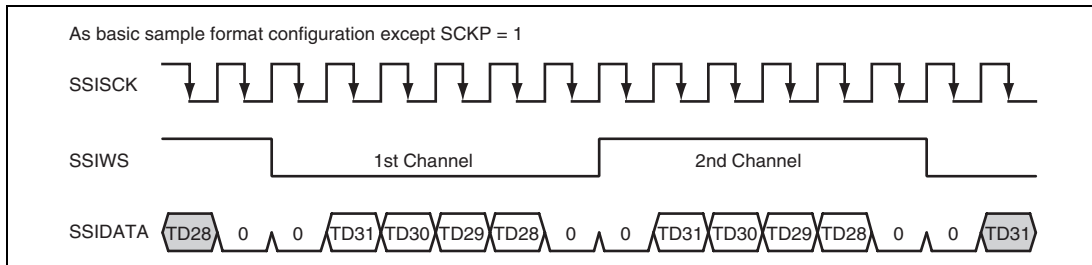 As basic sample format configuration except SCKP = 1
SSISCK
SSIWS 1st Channel 2nd Channel
SSIDATA TD28 0 0 TD31 TD30 TD29 TD28 0 0 TD31 TD30 TD29 TD28 0 0 TD31